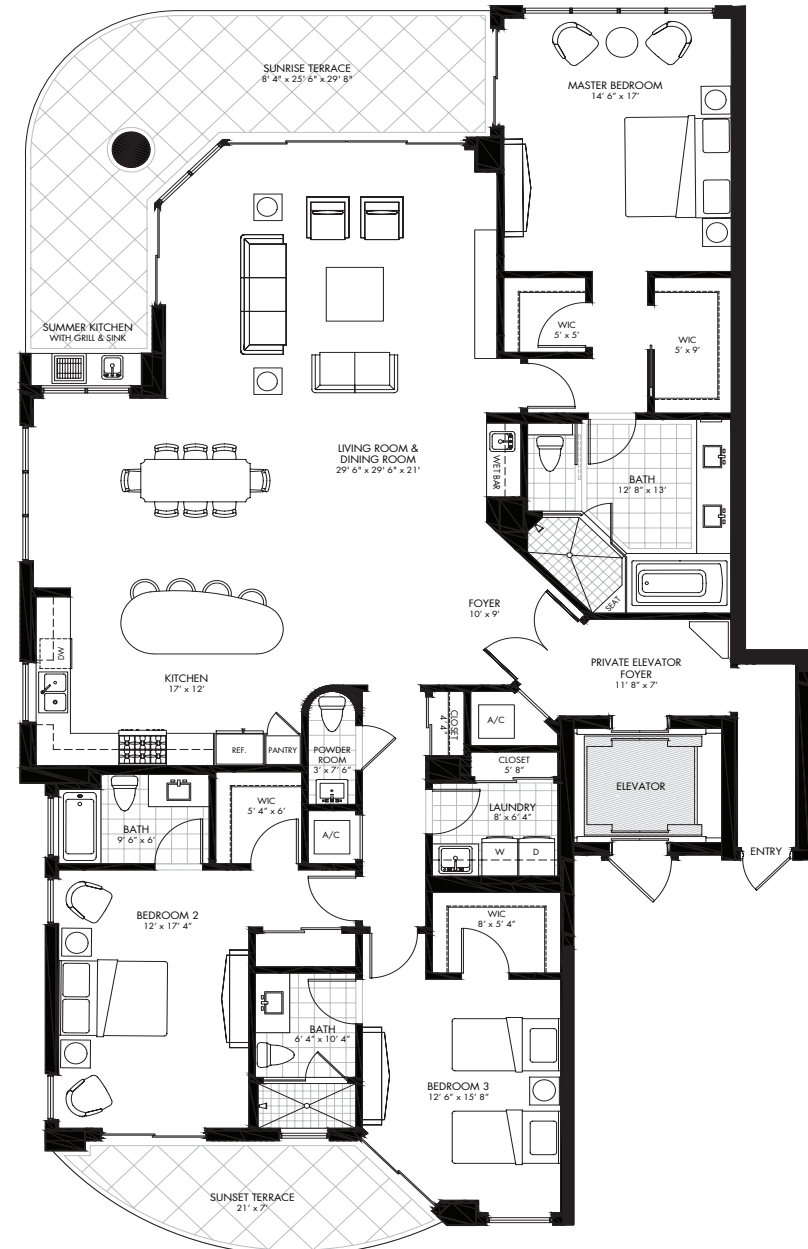 SUNRISE TERRACE
8' 4" x 25' 6" x 29' 8"
MASTER BEDROOM
14' 6" x 17'
SUMMER KITCHEN
WITH GRILL & SINK
WIC
5' x 5'
WIC
5' x 9'
LIVING ROOM &
DINING ROOM
29' 6" x 29' 6" x 21'
WET BAR
BATH
12' 8" x 13'
SEAT
FOYER
10' x 9'
DW
KITCHEN
17' x 12'
PRIVATE ELEVATOR
FOYER
11' 8" x 7'
REF.
PANTRY
POWDER
ROOM
3' x 7' 6"
CLOSET
4' 4"
A/C
CLOSET
5' 8"
ELEVATOR
BATH
9' 6" x 6'
WIC
5' 4" x 6'
A/C
LAUNDRY
8' x 6' 4"
W
D
ENTRY
BEDROOM 2
12' x 17' 4"
WIC
8' x 5' 4"
BATH
6' 4" x 10' 4"
BEDROOM 3
12' 6" x 15' 8"
SUNSET TERRACE
21' x 7'